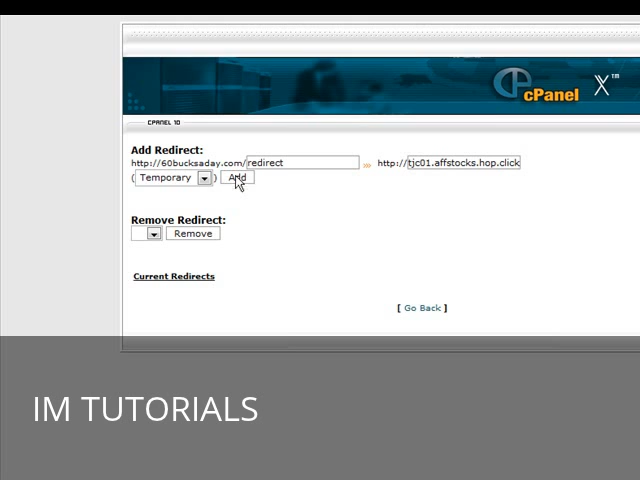 cPanel X™
CPANEL 10
Add Redirect:
http://60bucksaday.com/redirect >>> http://tjc01.affstocks.hop.click
( Temporary ) Add
Remove Redirect:
Remove
Current Redirects
[ Go Back ]
IM TUTORIALS